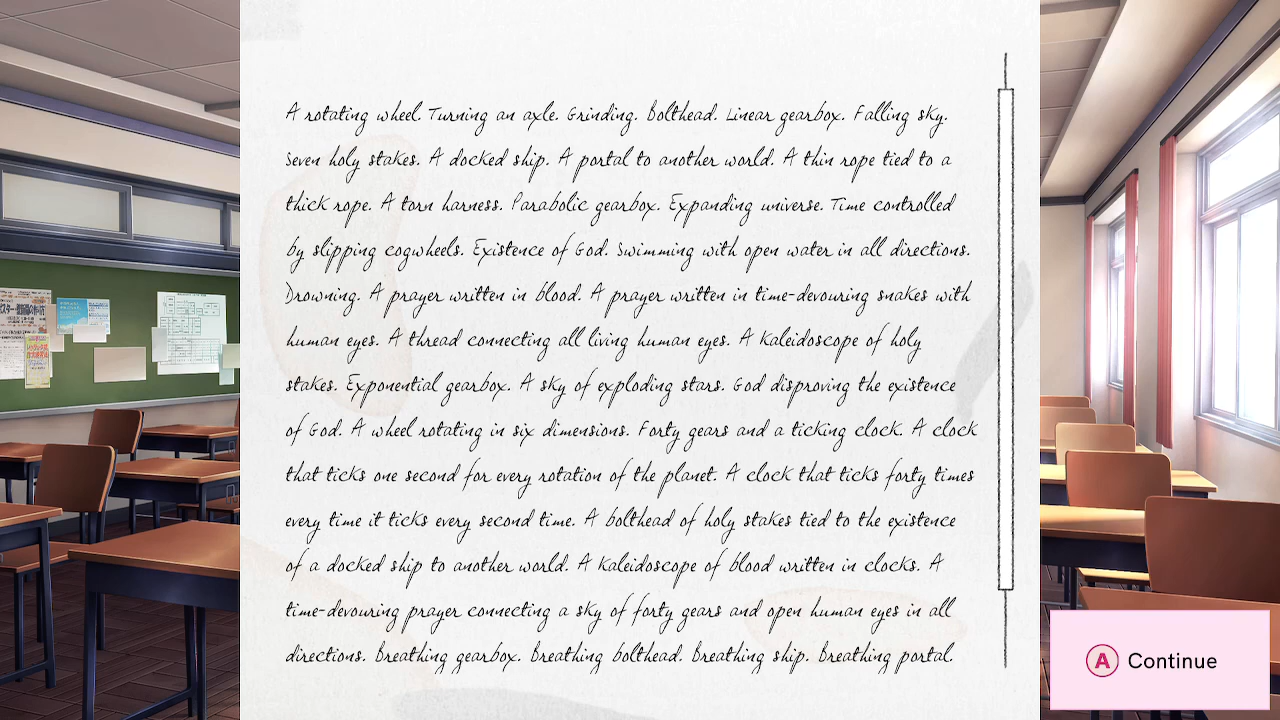 A rotating wheel. Turning an axle. Grinding. Bolthead. Linear gearbox. Falling sky.
Seven holy stakes. A docked ship. A portal to another world. A thin rope tied to a
thick rope. A torn harness. Parabolic gearbox. Expanding universe. Time controlled
by slipping cogwheels. Existence of God. Swimming with open water in all directions.
Drowning. A prayer written in blood. A prayer written in time-devouring snakes with
human eyes. A thread connecting all living human eyes. A kaleidoscope of holy
stakes. Exponential gearbox. A sky of exploding stars. God disproving the existence
of God. A wheel rotating in six dimensions. Forty gears and a ticking clock. A clock
that ticks one second for every rotation of the planet. A clock that ticks forty times
every time it ticks every second time. A bolthead of holy stakes tied to the existence
of a docked ship to another world. A kaleidoscope of blood written in clocks. A
time-devouring prayer connecting a sky of forty gears and open human eyes in all
directions. Breathing gearbox. Breathing bolthead. Breathing ship. Breathing portal.
A Continue